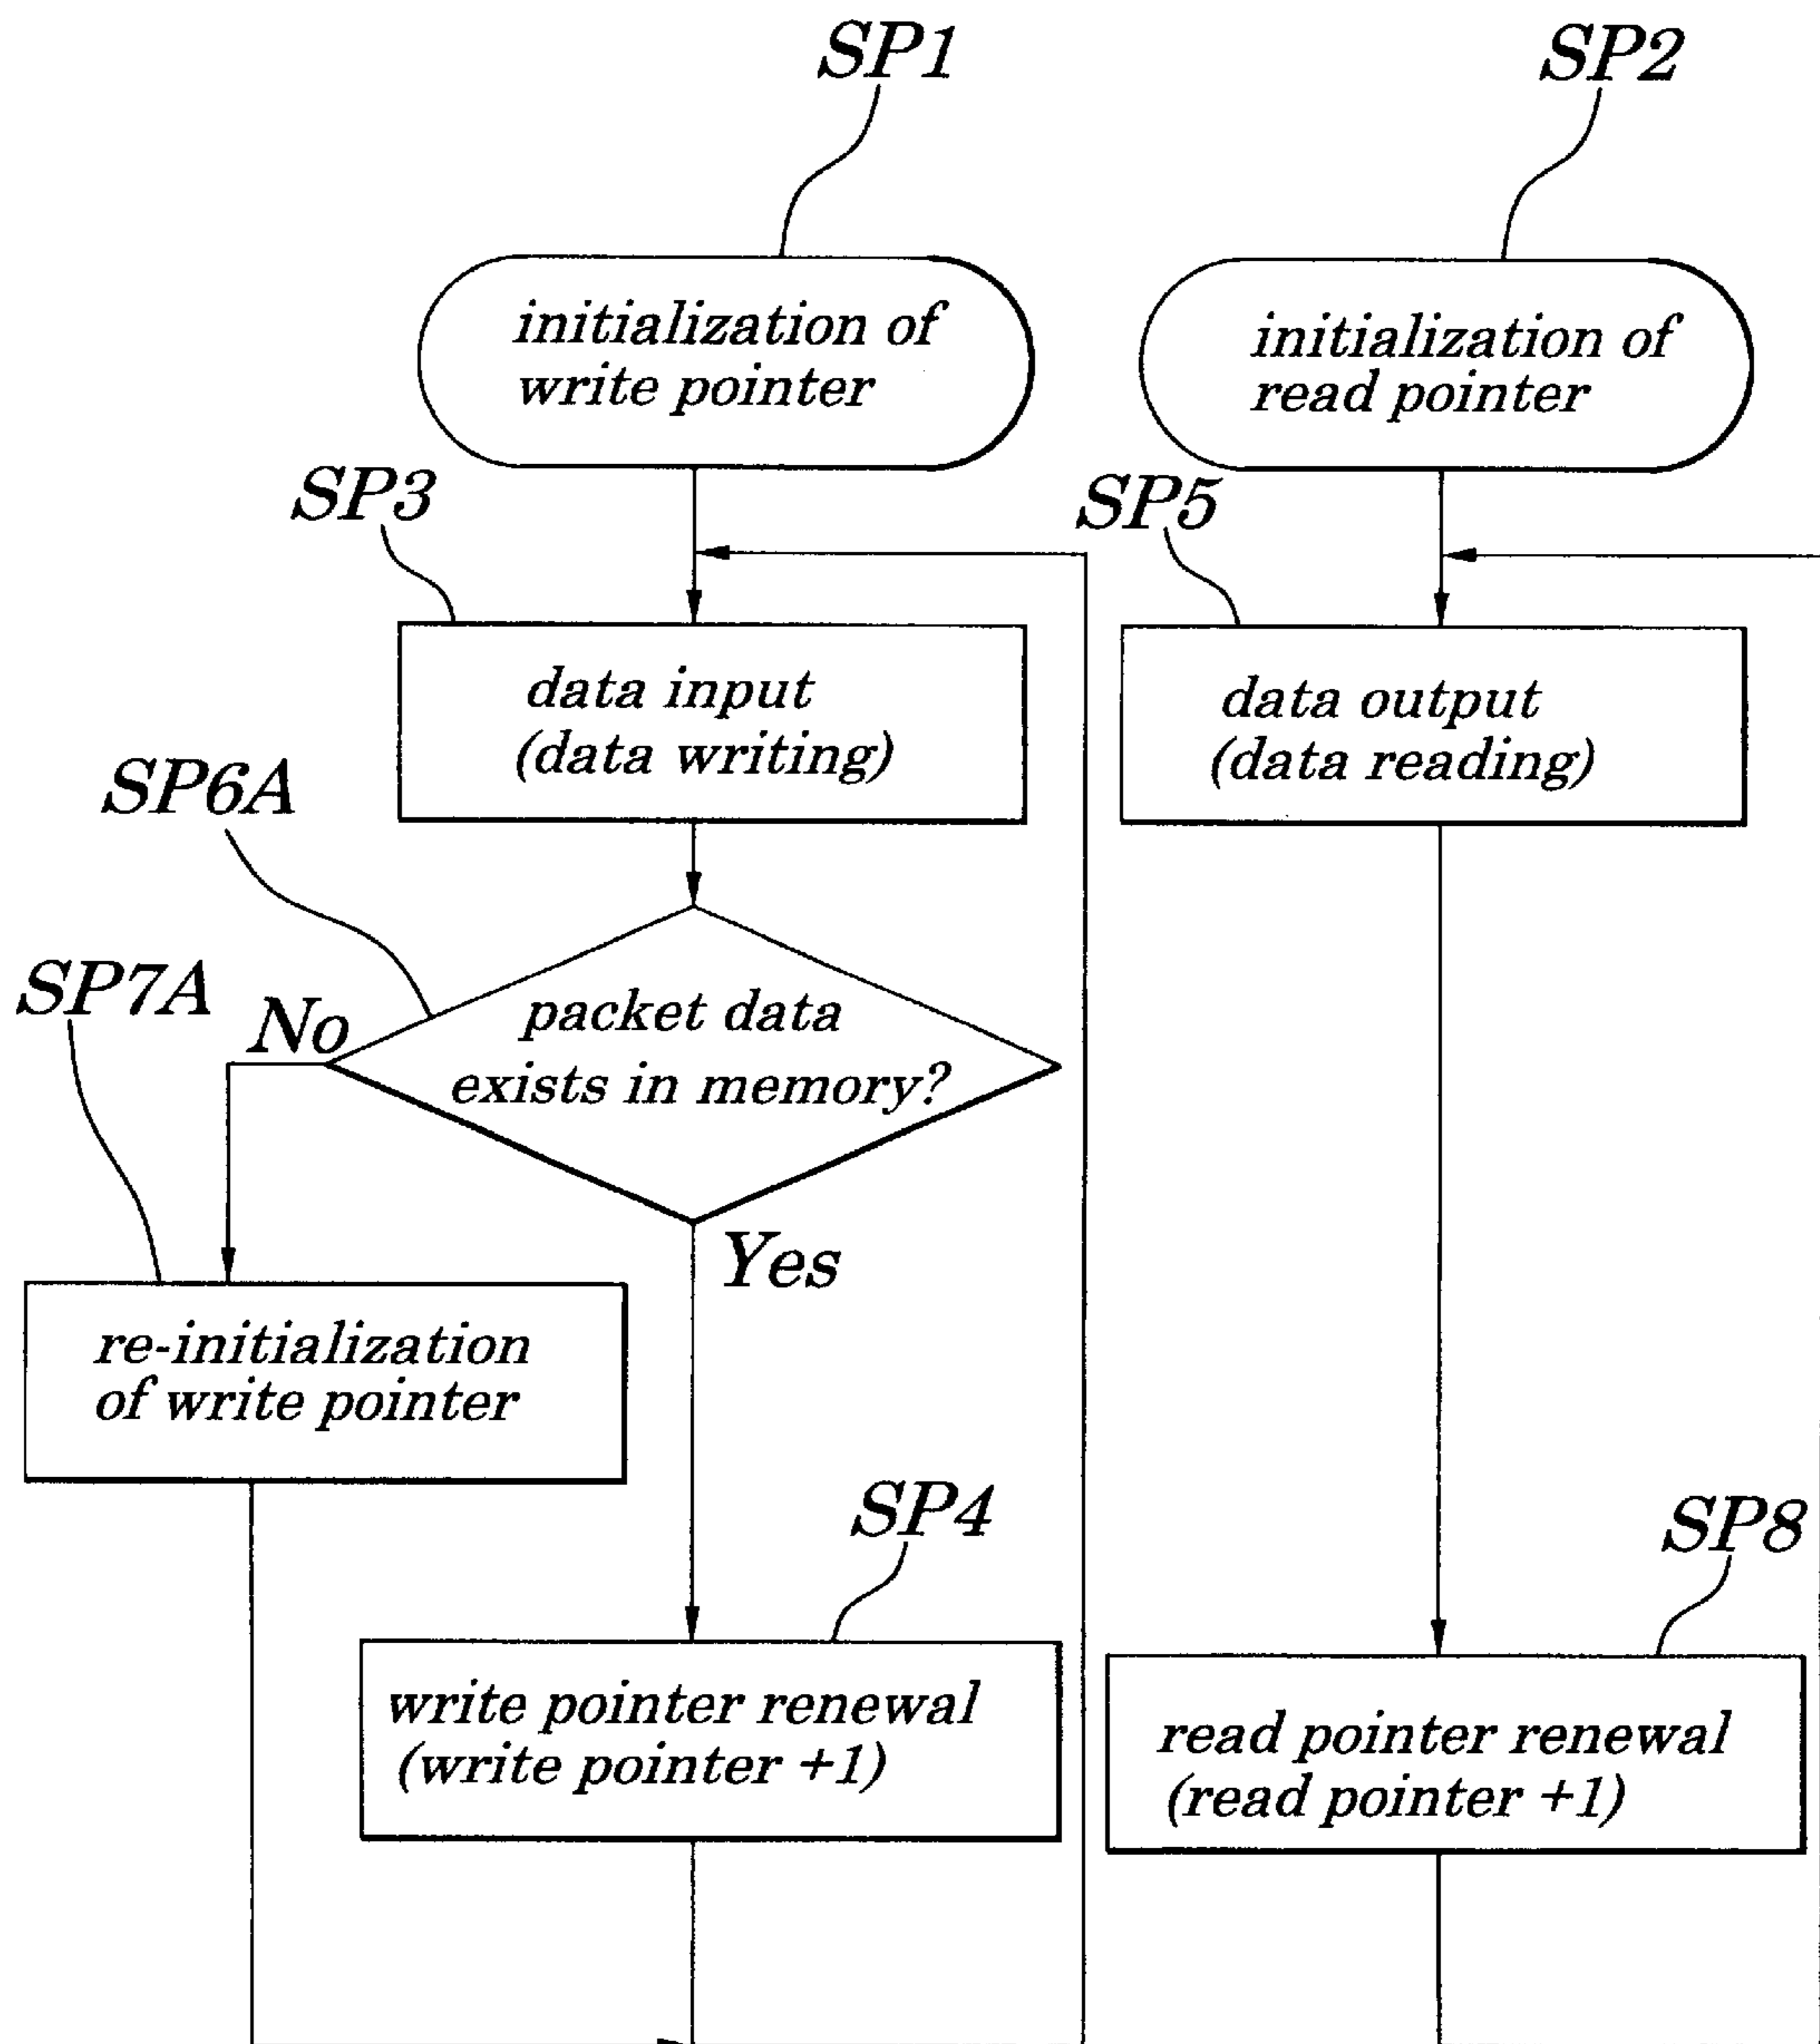 SP1
SP2
initialization of
write pointer
initialization of
read pointer
SP3
SP5
data input
(data writing)
data output
(data reading)
SP6A
SP7A
No
packet data
exists in memory?
Yes
re-initialization
of write pointer
SP4
SP8
write pointer renewal
(write pointer +1)
read pointer renewal
(read pointer +1)